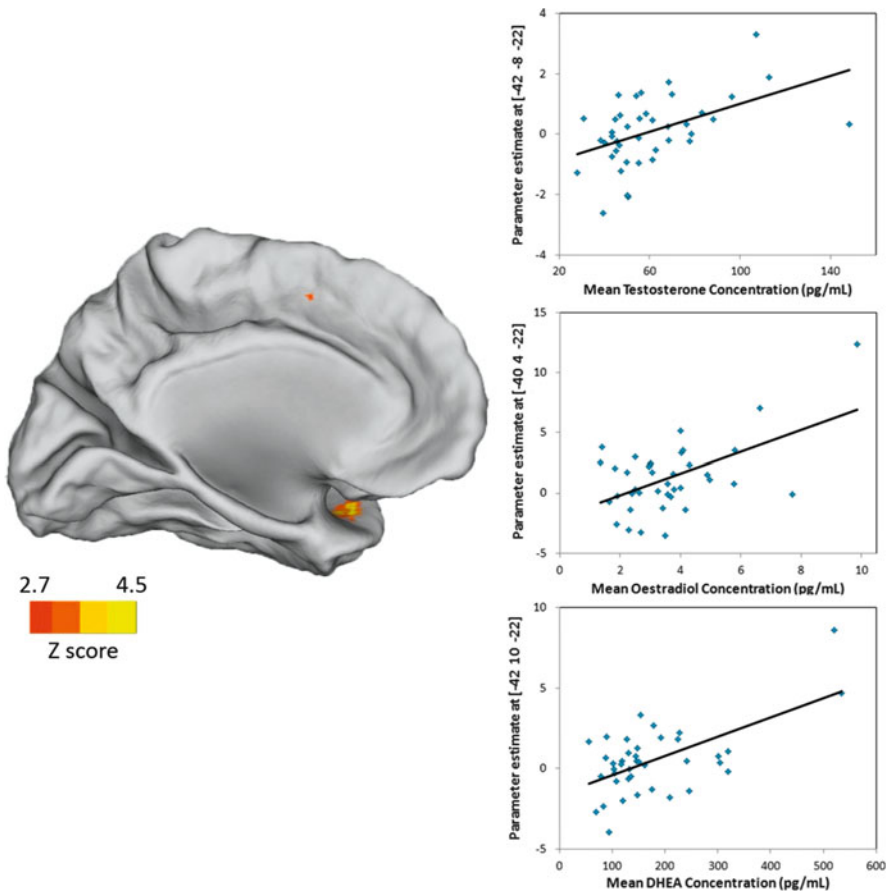 2.7 4.5
Z score
Parameter estimate at [-42 -8 -22]
4
2
0
-2
-4
20 60 100 140
Mean Testosterone Concentration (pg/mL)
Parameter estimate at [-40 4 -22]
15
10
5
0
-5
0 2 4 6 8 10
Mean Oestradiol Concentration (pg/mL)
Parameter estimate at [-42 10 -22]
10
5
0
-5
0 100 200 300 400 500 600
Mean DHEA Concentration (pg/mL)